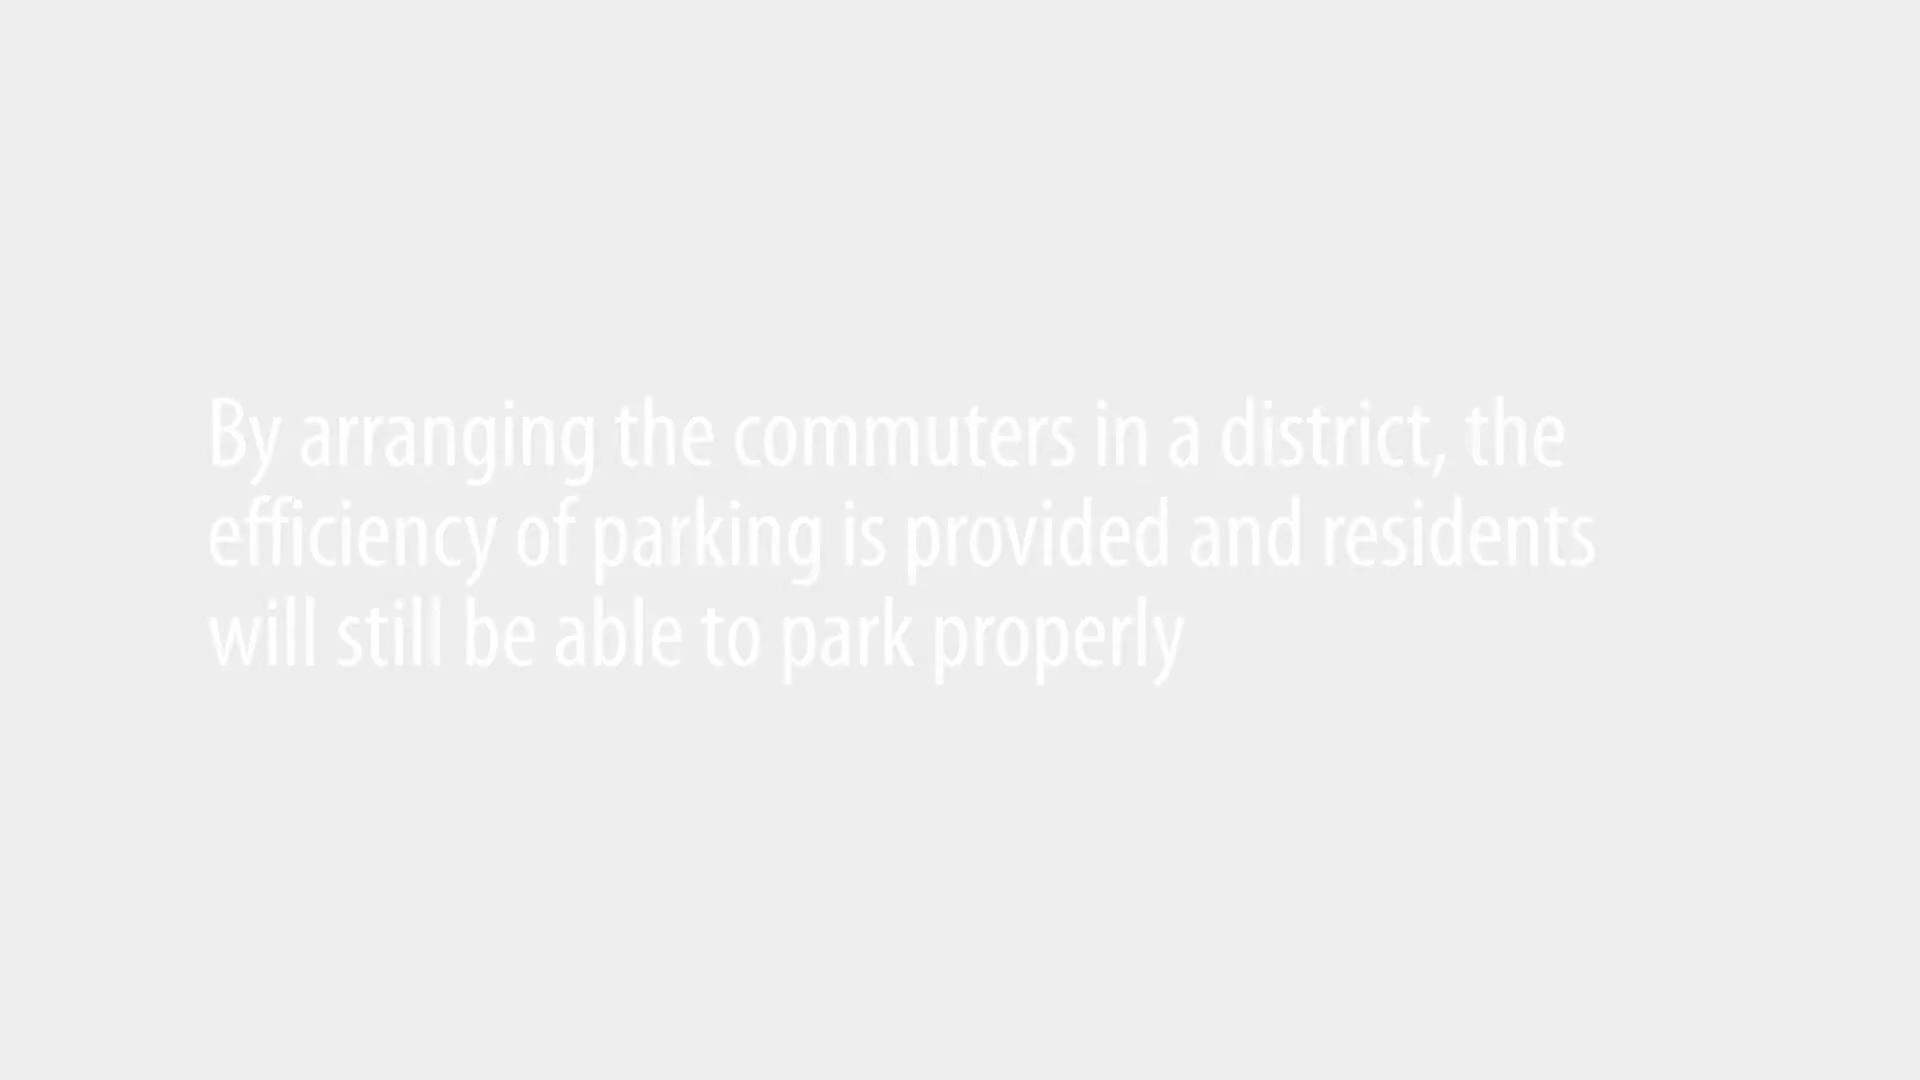 By arranging the commuters in a district, the
efficiency of parking is provided and residents
will still be able to park properly